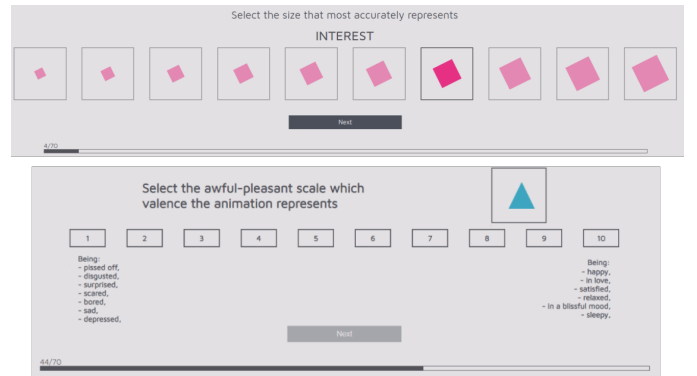 Select the size that most accurately represents
INTEREST
Next
4/70
Select the awful-pleasant scale which
valence the animation represents
1 2 3 4 5 6 7 8 9 10
Being:
- pissed off,
- disgusted,
- surprised,
- scared,
- bored,
- sad,
- depressed,
Being:
- happy,
- in love,
- satisfied,
- relaxed,
- in a blissful mood,
- sleepy,
Next
44/70